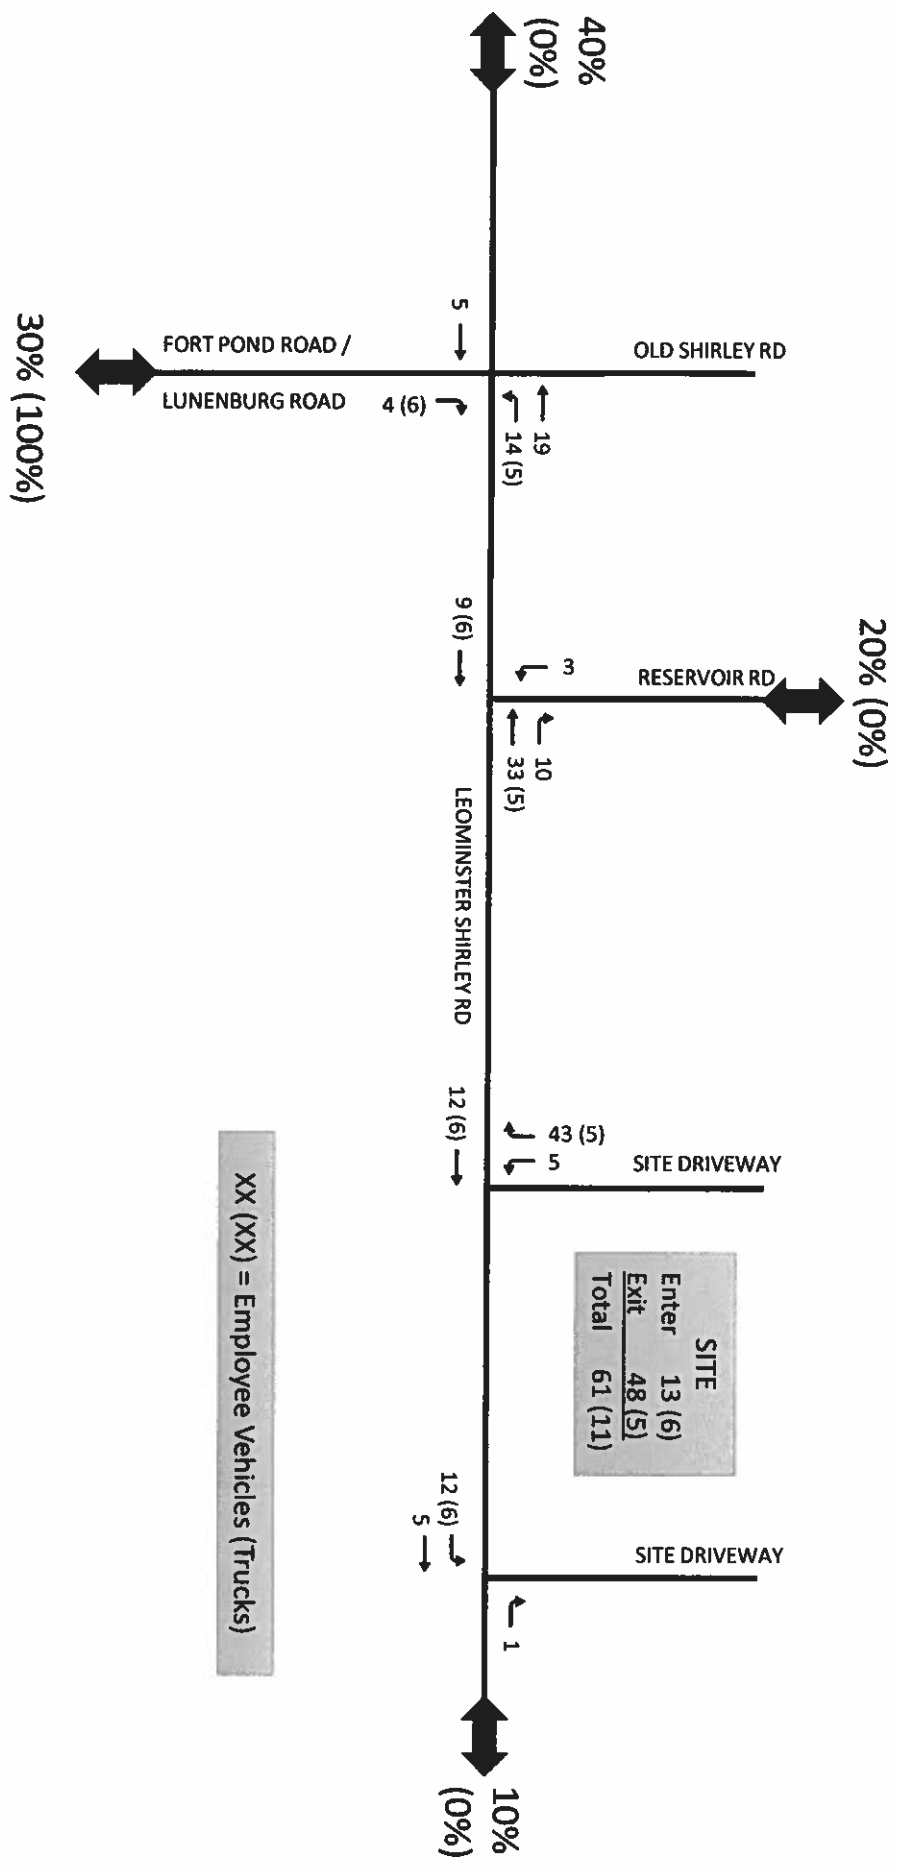 40%
(0%)
5
FORT POND ROAD /
LUNENBURG ROAD
30% (100%)
4 (6)
OLD SHIRLEY RD
19
14 (5)
9 (6)
3
RESERVOIR RD
20% (0%)
10
33 (5)
LEOMINSTER SHIRLEY RD
12 (6)
43 (5)
5
SITE DRIVEWAY
SITE
Enter 13 (6)
Exit 48 (5)
Total 61 (11)
12 (6)
5
SITE DRIVEWAY
1
10%
(0%)
XX (XX) = Employee Vehicles (Trucks)